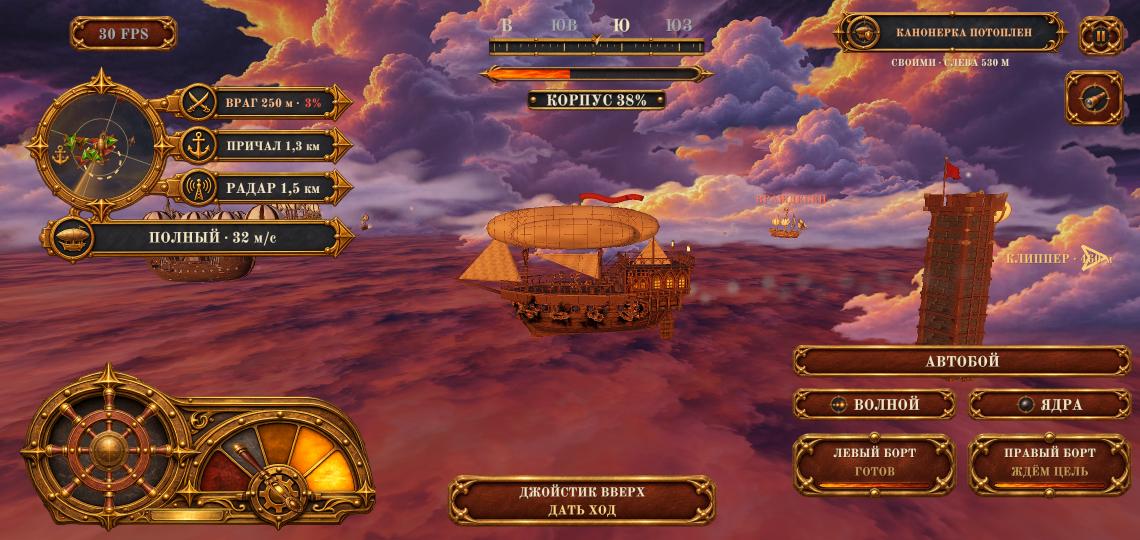 30 FPS
В ЮВ Ю ЮЗ
КОРПУС 38%
КАНОНЕРКА ПОТОПЛЕН
СВОИМИ · СЛЕВА 530 М
ВРАГ 250 м · 3%
ПРИЧАЛ 1,3 км
РАДАР 1,5 км
ПОЛНЫЙ · 32 м/с
КЛИППЕР ·
АВТОБОЙ
ВОЛНОЙ
ЯДРА
ЛЕВЫЙ БОРТ
ГОТОВ
ПРАВЫЙ БОРТ
ЖДЁМ ЦЕЛЬ
ДЖОЙСТИК ВВЕРХ
ДАТЬ ХОД